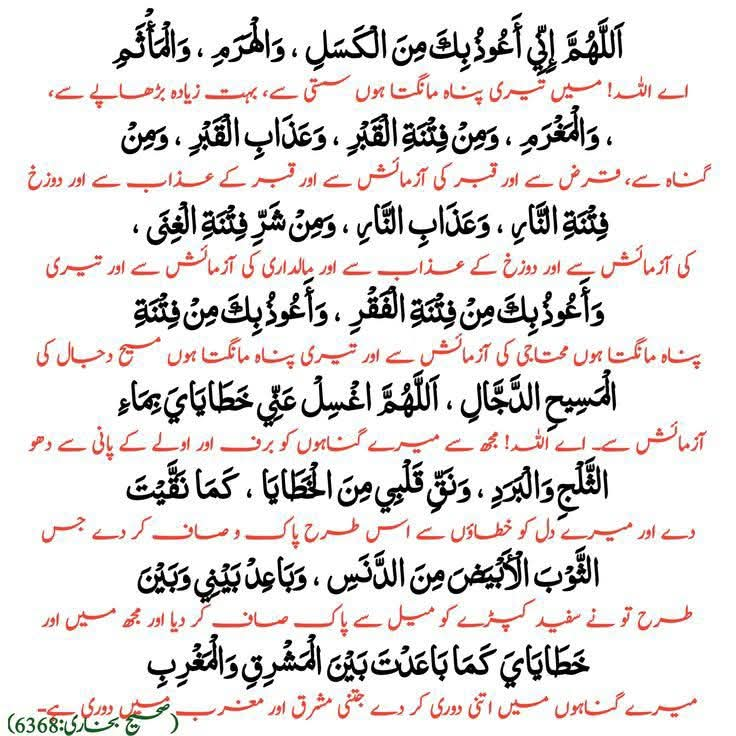 اَللّٰهُمَّ إِنِّي أَعُوذُ بِكَ مِنَ الْكَسَلِ ، وَالْهَرَمِ ، وَالْمَأْثَمِ
اے اللہ! میں تیری پناہ مانگتا ہوں سستی سے، بہت زیادہ بڑھاپے سے،
، وَالْمَغْرَمِ ، وَمِنْ فِتْنَةِ الْقَبْرِ ، وَعَذَابِ الْقَبْرِ ، وَمِنْ
گناہ سے، قرض سے اور قبر کی آزمائش سے اور قبر کے عذاب سے اور دوزخ
فِتْنَةِ النَّارِ ، وَعَذَابِ النَّارِ ، وَمِنْ شَرِّ فِتْنَةِ الْغِنَى ،
کی آزمائش سے اور دوزخ کے عذاب سے اور مالداری کی آزمائش سے اور تیری
وَأَعُوذُ بِكَ مِنْ فِتْنَةِ الْفَقْرِ ، وَأَعُوذُ بِكَ مِنْ فِتْنَةِ
پناہ مانگتا ہوں محتاجی کی آزمائش سے اور تیری پناہ مانگتا ہوں مسیح دجال کی
الْمَسِيحِ الدَّجَّالِ ، اَللّٰهُمَّ اغْسِلْ عَنِّي خَطَايَايَ بِمَاءِ
آزمائش سے۔ اے اللہ! مجھ سے میرے گناہوں کو برف اور اولے کے پانی سے دھو
الثَّلْجِ وَالْبَرَدِ ، وَنَقِّ قَلْبِي مِنَ الْخَطَايَا ، كَمَا نَقَّيْتَ
دے اور میرے دل کو خطاؤں سے اس طرح پاک و صاف کر دے جس
الثَّوْبَ الْأَبْيَضَ مِنَ الدَّنَسِ ، وَبَاعِدْ بَيْنِي وَبَيْنَ
طرح تو نے سفید کپڑے کو میل سے پاک صاف کر دیا اور مجھ میں اور
خَطَايَايَ كَمَا بَاعَدْتَ بَيْنَ الْمَشْرِقِ وَالْمَغْرِبِ
میرے گناہوں میں اتنی دوری کر دے جتنی مشرق اور مغرب میں دوری ہے۔
(صحیح بخاری:6368)